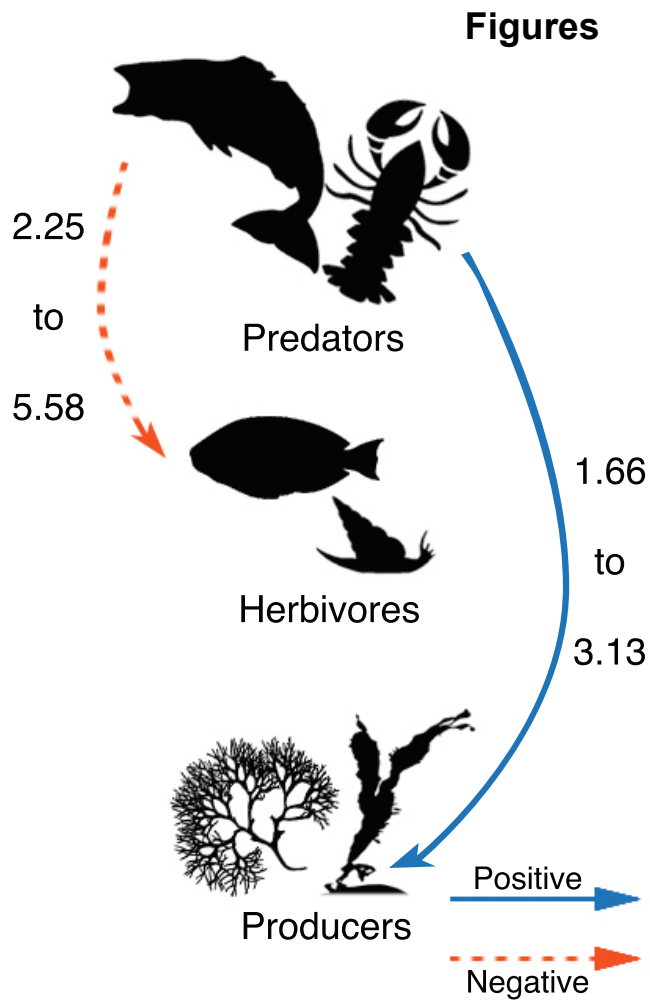 Figures
2.25
to
5.58
Predators
1.66
to
3.13
Herbivores
Producers
Positive
Negative